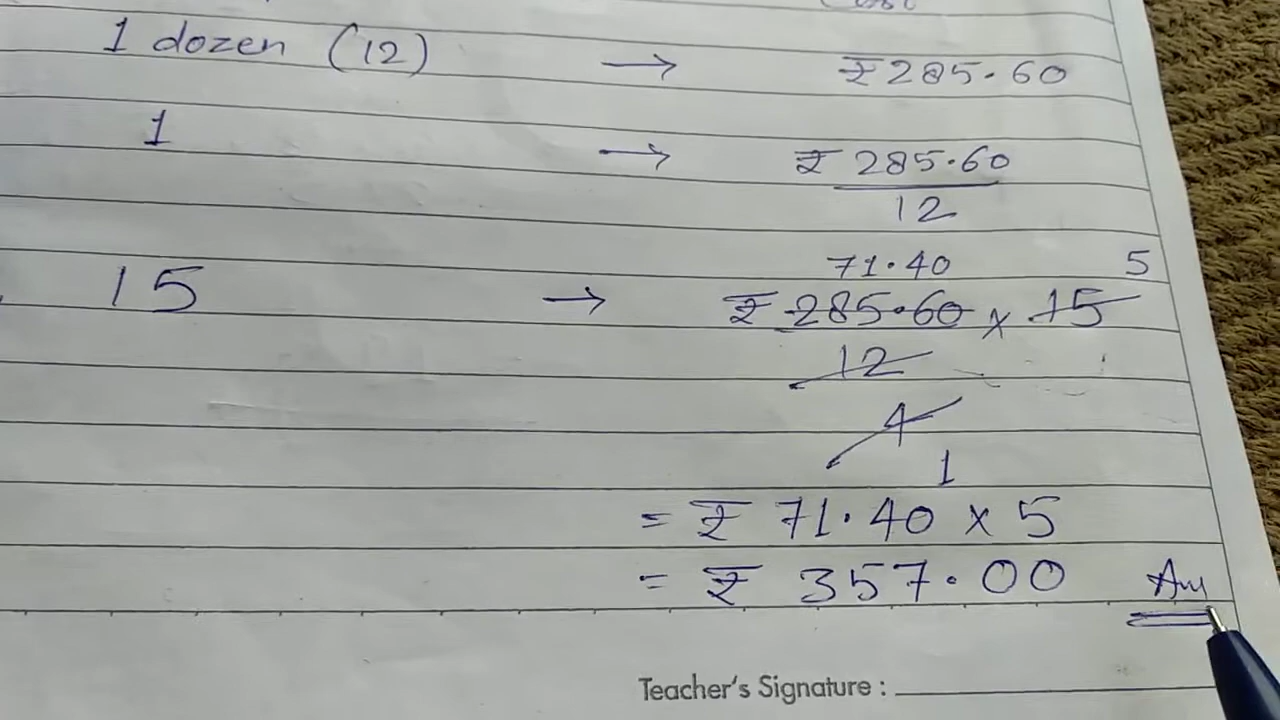 1 dozen (12) → ₹ 285.60
1 → ₹ 285.60
12
71.40 5
15 → ₹ 285.60 x 15
12
4
1
= ₹ 71.40 x 5
= ₹ 357.00 Ans
Teacher's Signature :